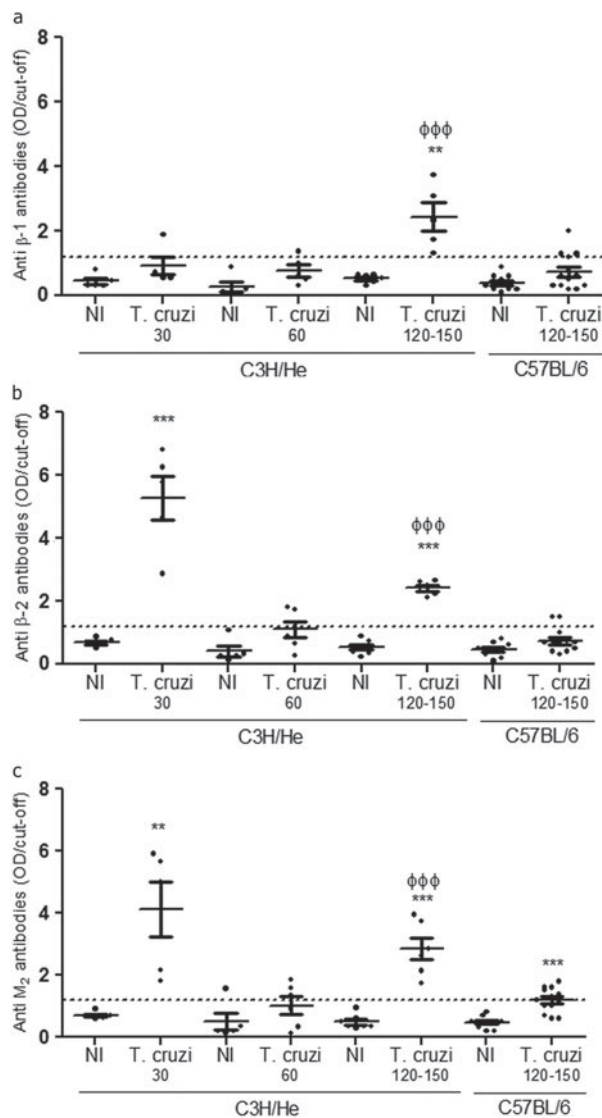 a
Anti β-1 antibodies (OD/cut-off)
8
6
4
2
0
ϕϕϕ
**
NI T. cruzi NI T. cruzi NI T. cruzi NI T. cruzi
30 60 120-150 120-150
C3H/He C57BL/6
b
Anti β-2 antibodies (OD/cut-off)
8
6
4
2
0
***
ϕϕϕ
***
NI T. cruzi NI T. cruzi NI T. cruzi NI T. cruzi
30 60 120-150 120-150
C3H/He C57BL/6
c
Anti M₂ antibodies (OD/cut-off)
8
6
4
2
0
**
ϕϕϕ
***
***
NI T. cruzi NI T. cruzi NI T. cruzi NI T. cruzi
30 60 120-150 120-150
C3H/He C57BL/6